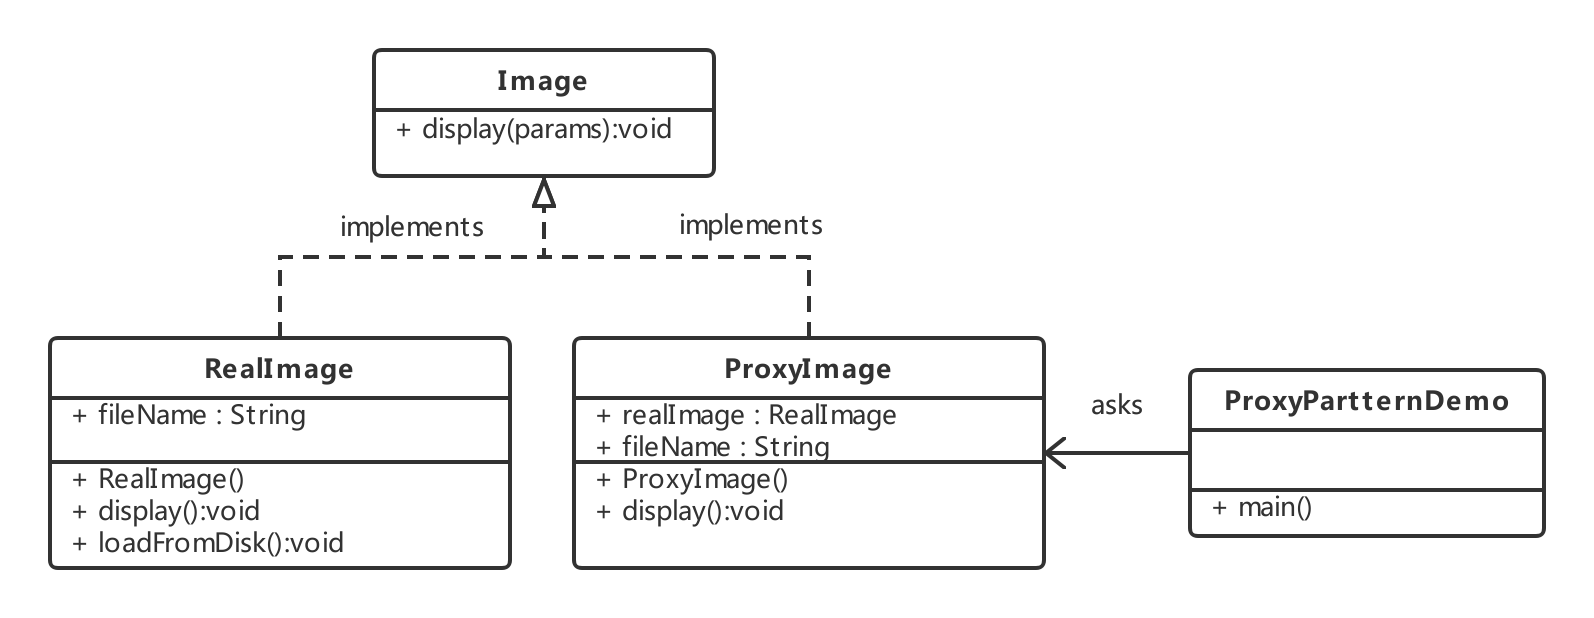 Image
+ display(params):void
implements
implements
RealImage
+ fileName : String
+ RealImage()
+ display():void
+ loadFromDisk():void
ProxyImage
+ realImage : RealImage
+ fileName : String
+ ProxyImage()
+ display():void
asks
ProxyPartternDemo
+ main()